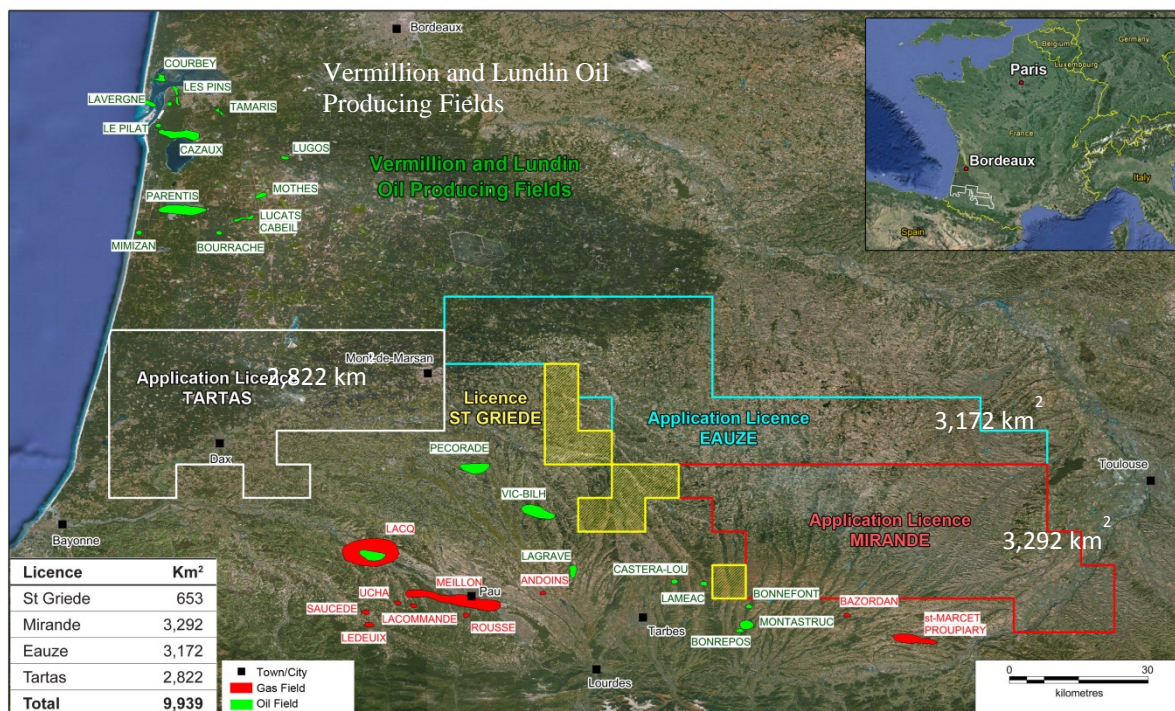 Bordeaux
Vermillion and Lundin Oil
Producing Fields
Vermillion and Lundin
Oil Producing Fields
COURBEY
LES PINS
LAVERGNE
TAMARIS
LE PILAT
CAZAUX
LUGOS
MOTHES
PARENTIS
LUCATS
CABEIL
MIMIZAN
BOURRACHE
Belgium
Germany
Luxembourg
Paris
France
Bordeaux
Italy
Spain
Mont-de-Marsan
2
Application Licence
2,822 km
TARTAS
Licence
ST GRIEDE
Application Licence
EAUZE
3,172 km
2
Dax
PECORADE
Toulouse
VIC-BILH
Application Licence
MIRANDE
3,292 km
2
Bayonne
LACQ
LAGRAVE
ANDOINS
CASTERA-LOU
LAMEAC
BONNEFONT
BAZORDAN
MEILLON
Pau
UCHA
SAUCEDE
LACOMMANDE
ROUSSE
LEDEUIX
Tarbes
MONTASTRUC
BONREPOS
st-MARCET
PROUPIARY
Lourdes
Licence Km²
St Griede 653
Mirande 3,292
Eauze 3,172
Tartas 2,822
Total 9,939
Town/City
Gas Field
Oil Field
0 30
kilometres